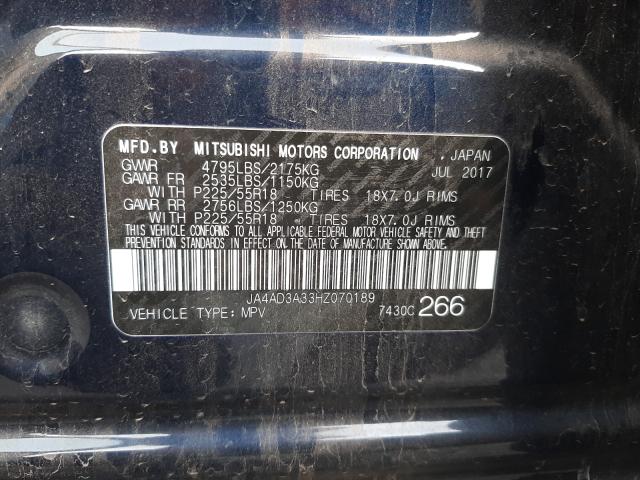 MFD.BY MITSUBISHI MOTORS CORPORATION , JAPAN
GVWR 4795LBS/2175KG JUL 2017
GAWR FR 2535LBS/1150KG
WITH P225/55R18 TIRES 18X7.0J RIMS
GAWR RR 2756LBS/1250KG
WITH P225/55R18 TIRES 18X7.0J RIMS
THIS VEHICLE CONFORMS TO ALL APPLICABLE FEDERAL MOTOR VEHICLE SAFETY AND THEFT
PREVENTION STANDARDS IN EFFECT ON THE DATE OF MANUFACTURE SHOWN ABOVE.
JA4AD3A33HZ070189
VEHICLE TYPE: MPV 7430C 266